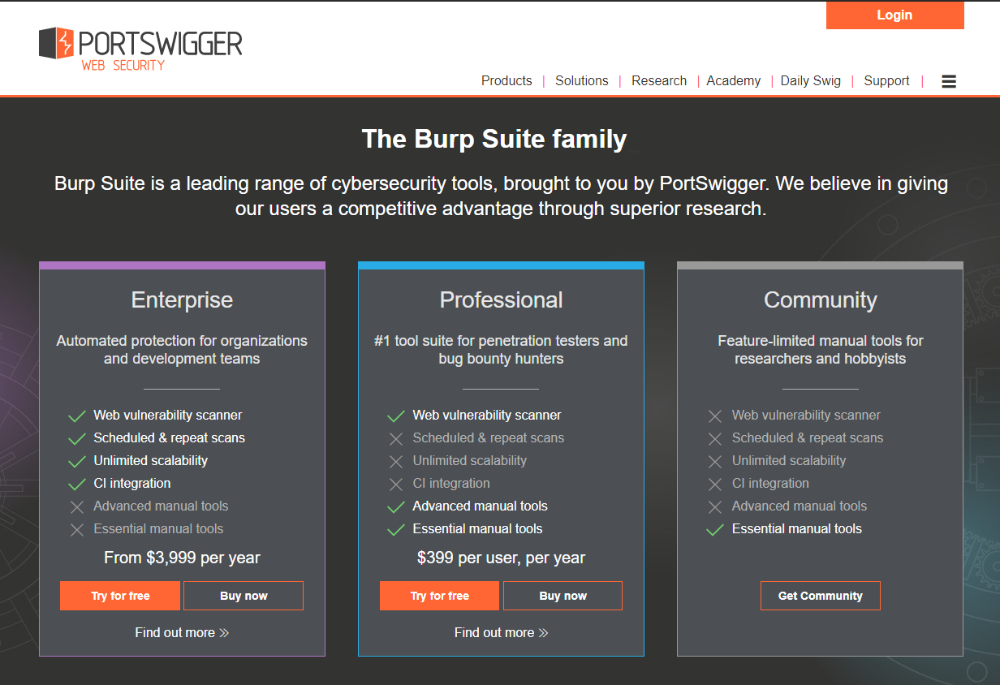 Login
PORTSWIGGER
WEB SECURITY
Products | Solutions | Research | Academy | Daily Swig | Support |
The Burp Suite family
Burp Suite is a leading range of cybersecurity tools, brought to you by PortSwigger. We believe in giving
our users a competitive advantage through superior research.
Enterprise
Automated protection for organizations
and development teams
Web vulnerability scanner
Scheduled & repeat scans
Unlimited scalability
CI integration
Advanced manual tools
Essential manual tools
From $3,999 per year
Try for free
Buy now
Find out more
Professional
#1 tool suite for penetration testers and
bug bounty hunters
Web vulnerability scanner
Scheduled & repeat scans
Unlimited scalability
CI integration
Advanced manual tools
Essential manual tools
$399 per user, per year
Try for free
Buy now
Find out more
Community
Feature-limited manual tools for
researchers and hobbyists
Web vulnerability scanner
Scheduled & repeat scans
Unlimited scalability
CI integration
Advanced manual tools
Essential manual tools
Get Community